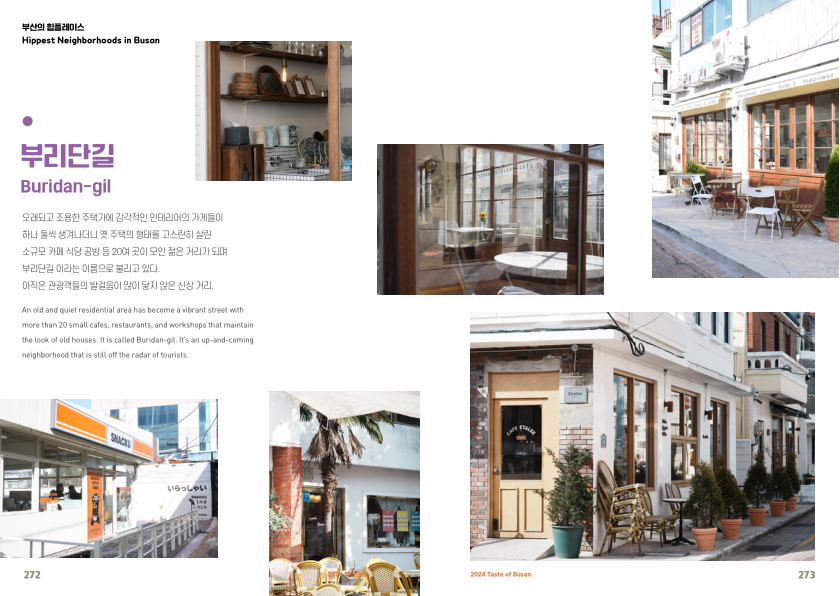 부산의 힙플레이스
Hippest Neighborhoods in Busan
부리단길
Buridan-gil
오래되고 조용한 주택가에 감각적인 인테리어의 가게들이
하나 둘씩 생겨나더니 옛 주택의 형태를 고스란히 살린
소규모 카페 식당 공방 등 20여 곳이 모인 젊은 거리가 되며
부리단길 이라는 이름으로 불리고 있다.
아직은 관광객들의 발걸음이 많이 닿지 않은 신상 거리.
An old and quiet residential area has become a vibrant street with
more than 20 small cafes, restaurants, and workshops that maintain
the look of old houses. It is called Buridan-gil. It's an up-and-coming
neighborhood that is still off the radar of tourists.
SNACKU
いらっしゃい
CAFE ETALEE
Etalee
272
2024 Taste of Busan
273